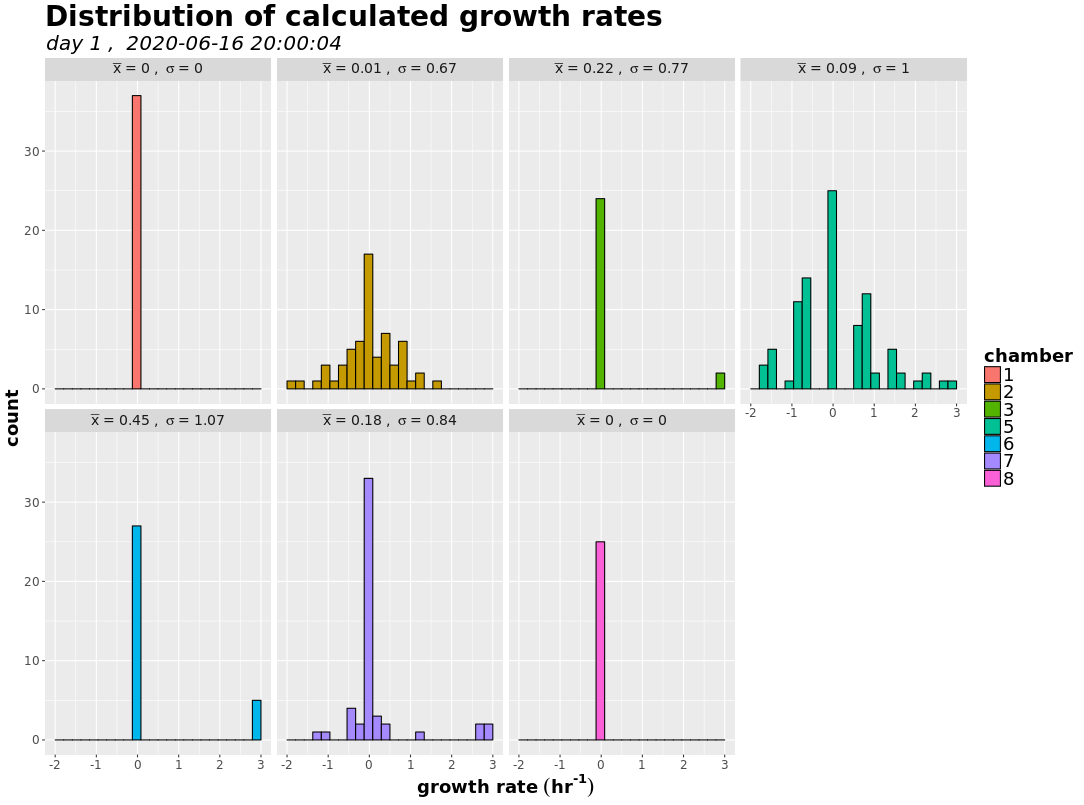 Distribution of calculated growth rates
day 1 ,  2020-06-16 20:00:04
x̅ = 0 ,  σ = 0
x̅ = 0.01 ,  σ = 0.67
x̅ = 0.22 ,  σ = 0.77
x̅ = 0.09 ,  σ = 1
30
20
10
0
-2 -1 0 1 2 3
x̅ = 0.45 ,  σ = 1.07
x̅ = 0.18 ,  σ = 0.84
x̅ = 0 ,  σ = 0
30
20
10
0
-2 -1 0 1 2 3
-2 -1 0 1 2 3
-2 -1 0 1 2 3
count
growth rate (hr⁻¹)
chamber
1
2
3
5
6
7
8